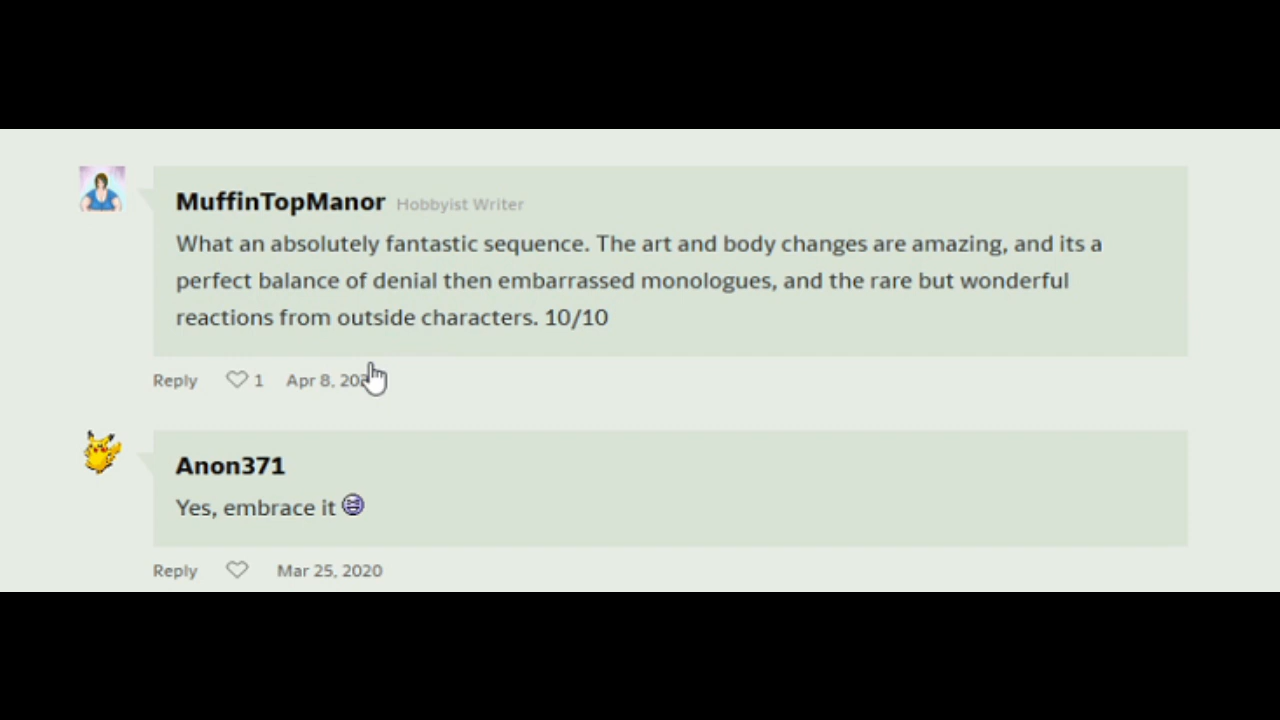 MuffinTopManor Hobbyist Writer
What an absolutely fantastic sequence. The art and body changes are amazing, and its a
perfect balance of denial then embarrassed monologues, and the rare but wonderful
reactions from outside characters. 10/10
Reply 1 Apr 8,
Anon371
Yes, embrace it
Reply Mar 25, 2020